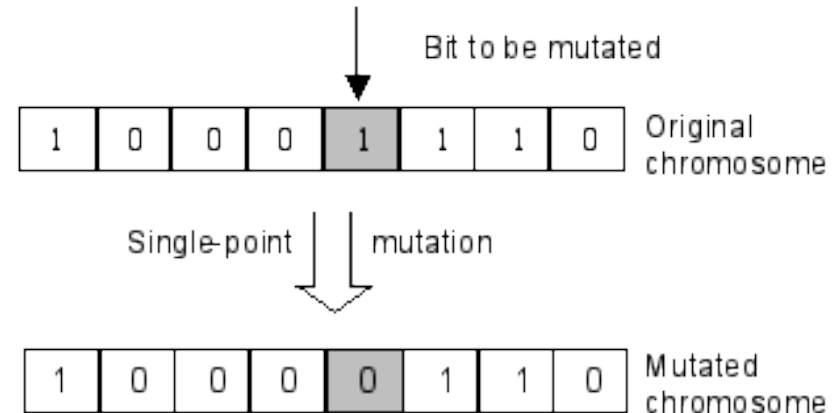 Bit to be mutated
1 0 0 0 1 1 1 0
Original
chromosome
Single-point mutation
1 0 0 0 0 1 1 0
Mutated
chromosome